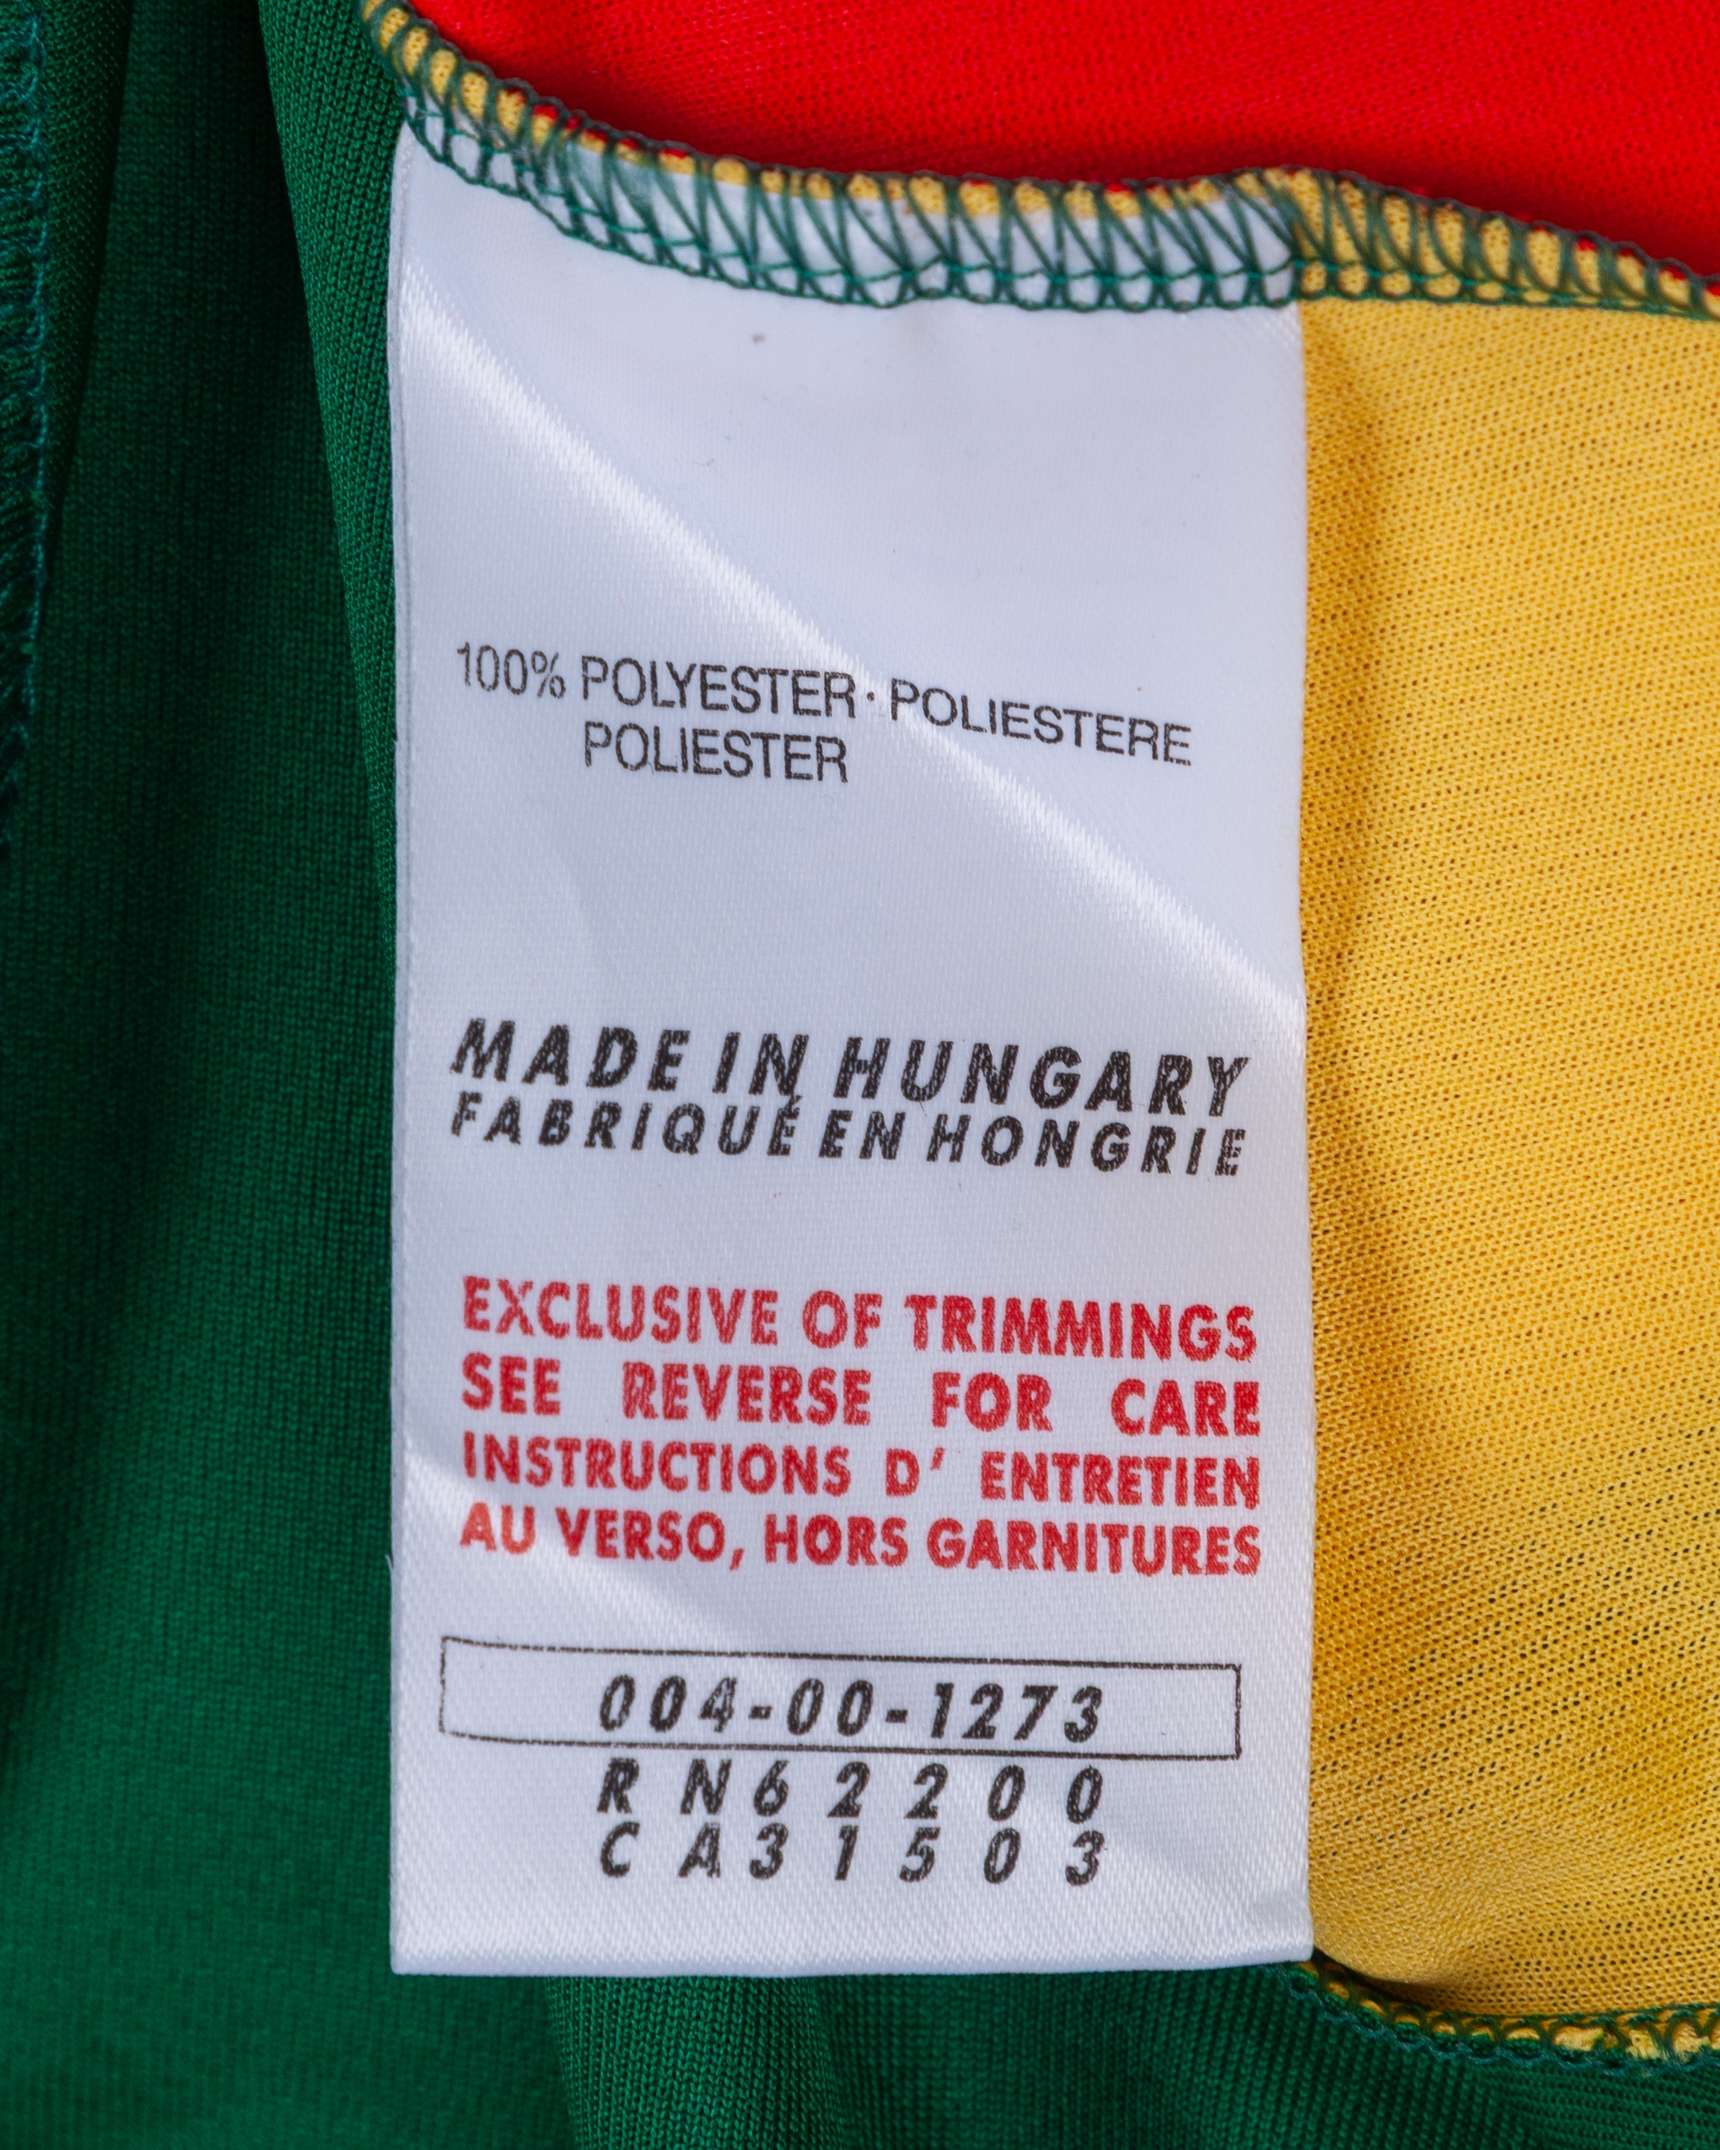 100% POLYESTER · POLIESTERE
POLIESTER
MADE IN HUNGARY
FABRIQUÉ EN HONGRIE
EXCLUSIVE OF TRIMMINGS
SEE REVERSE FOR CARE
INSTRUCTIONS D' ENTRETIEN
AU VERSO, HORS GARNITURES
004-00-1273
RN62200
CA31503